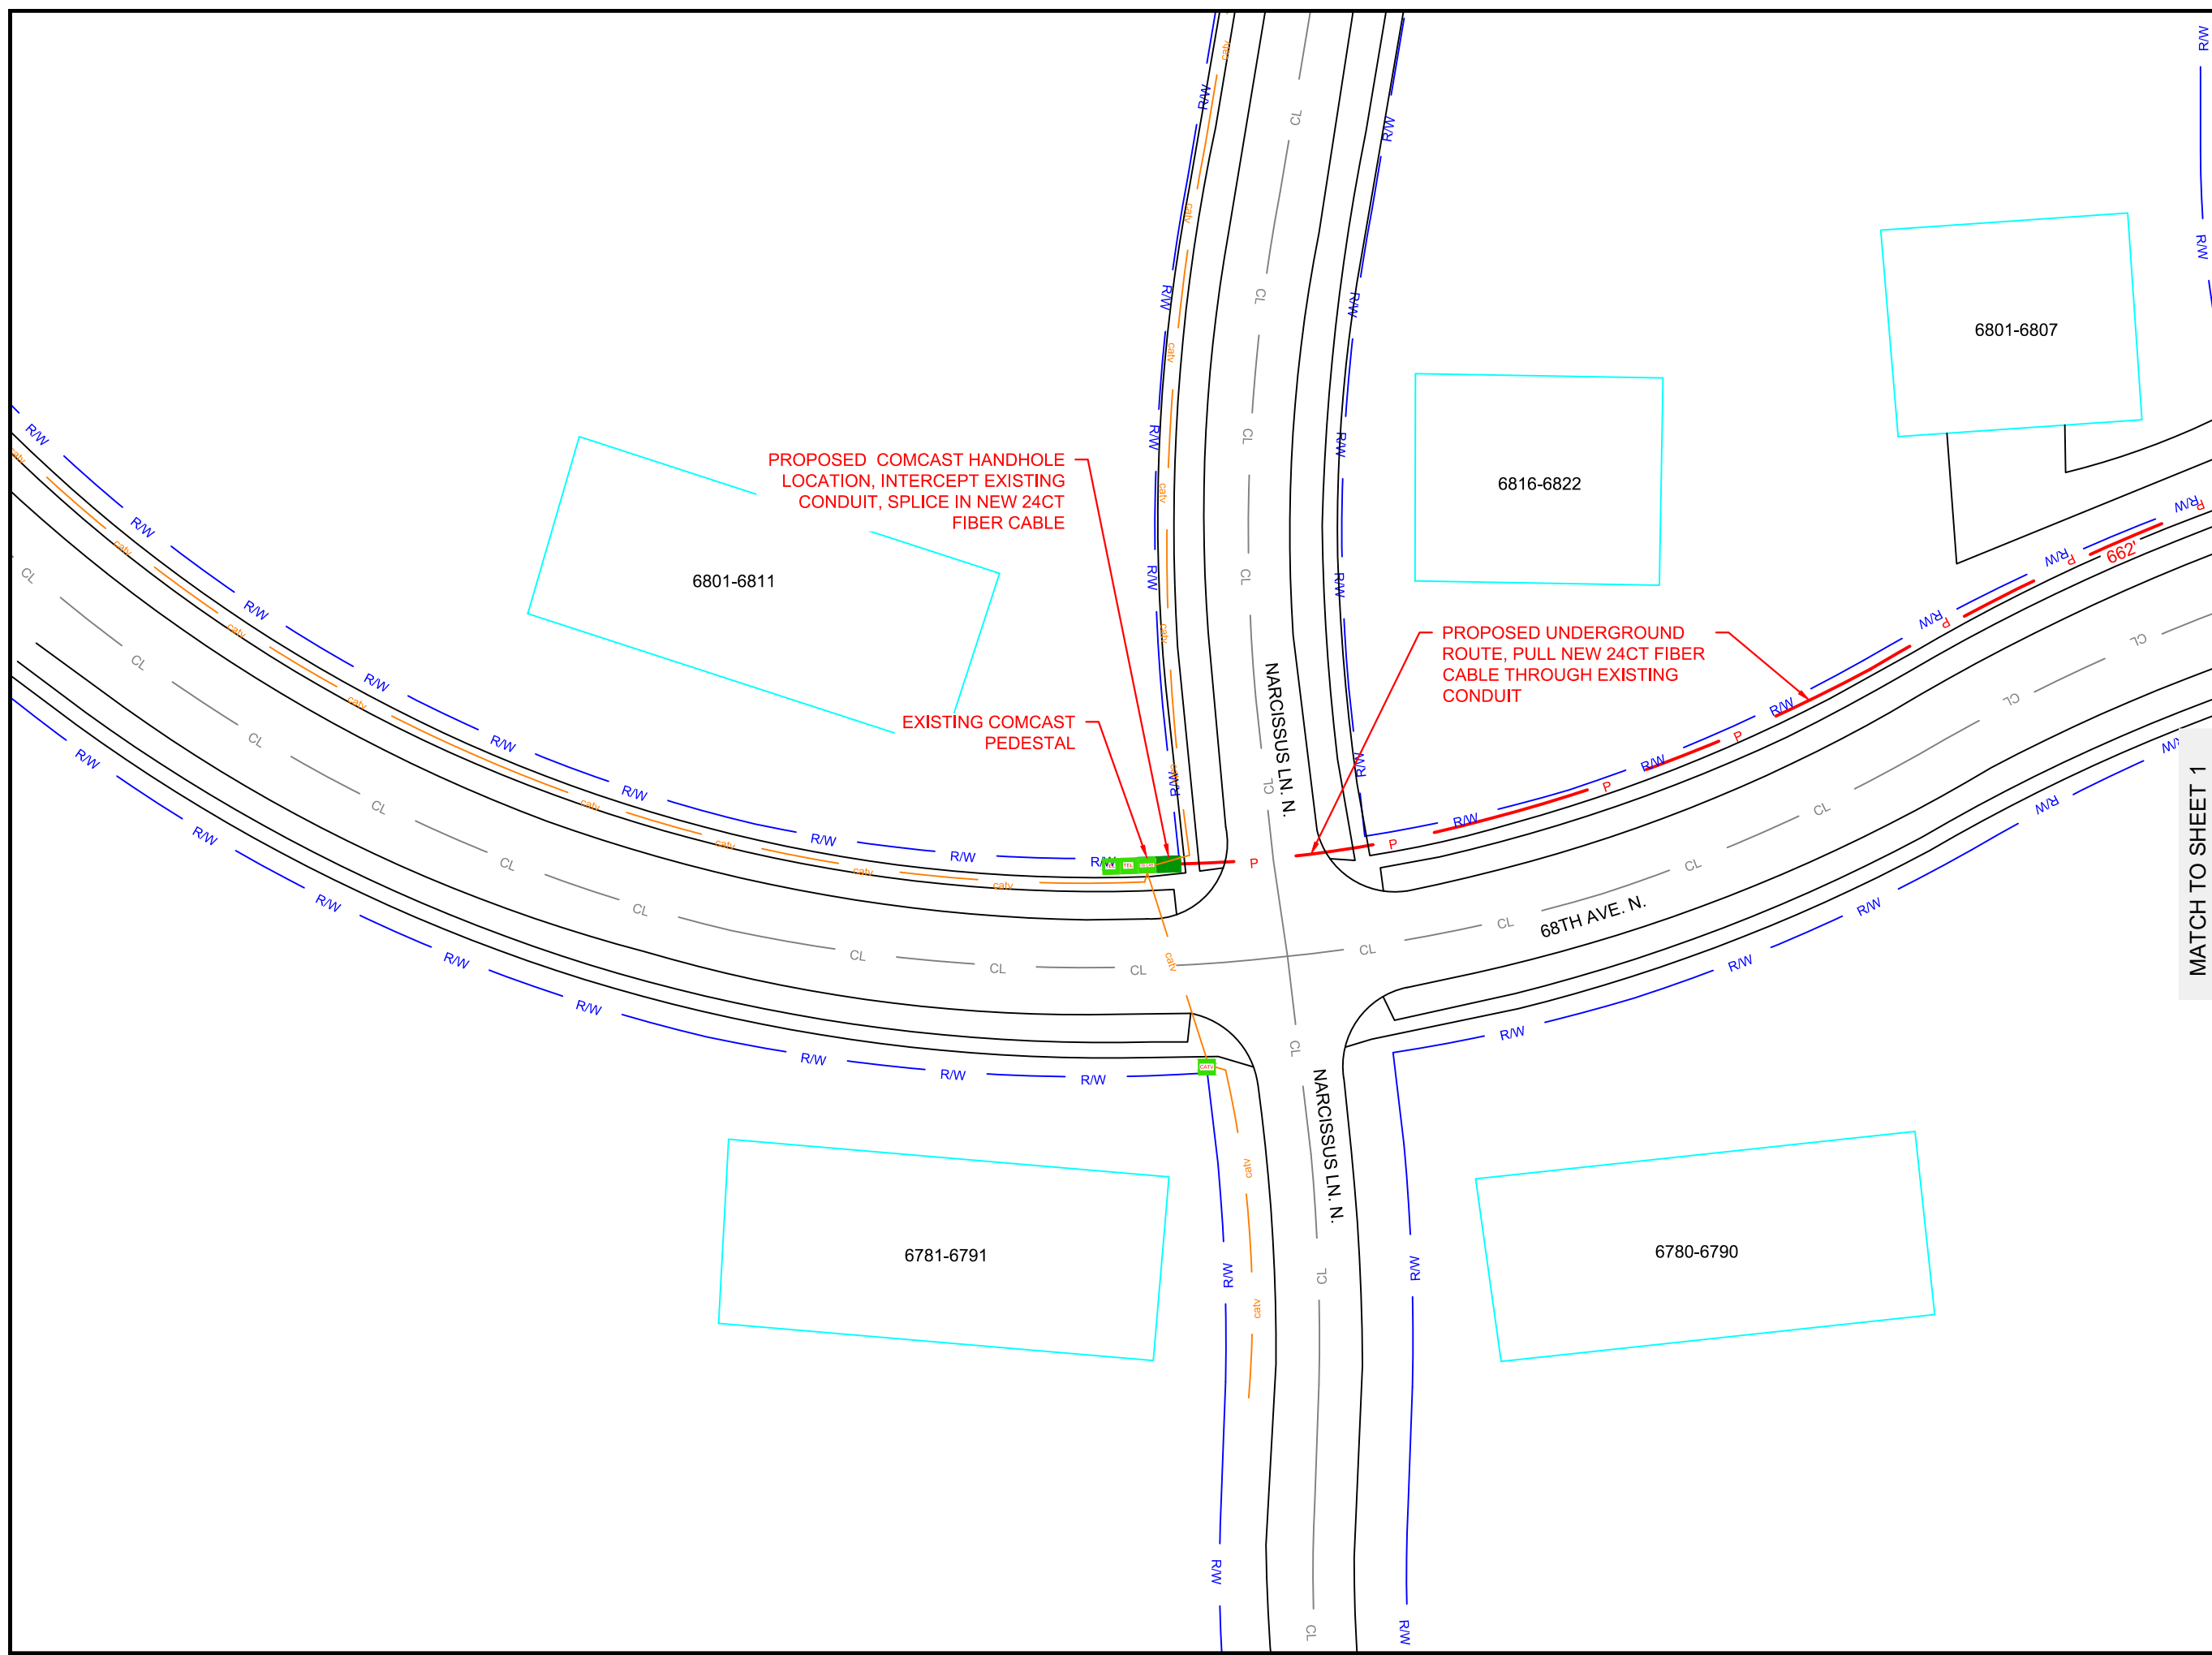 PROPOSED COMCAST HANDHOLE
LOCATION, INTERCEPT EXISTING
CONDUIT, SPLICE IN NEW 24CT
FIBER CABLE
EXISTING COMCAST
PEDESTAL
PROPOSED UNDERGROUND
ROUTE, PULL NEW 24CT FIBER
CABLE THROUGH EXISTING
CONDUIT
6801-6811
6816-6822
6801-6807
6781-6791
6780-6790
NARCISSUS LN. N.
NARCISSUS LN. N.
68TH AVE. N.
662'
MATCH TO SHEET 1
R/W
CL
catv
P
TEL
CATV